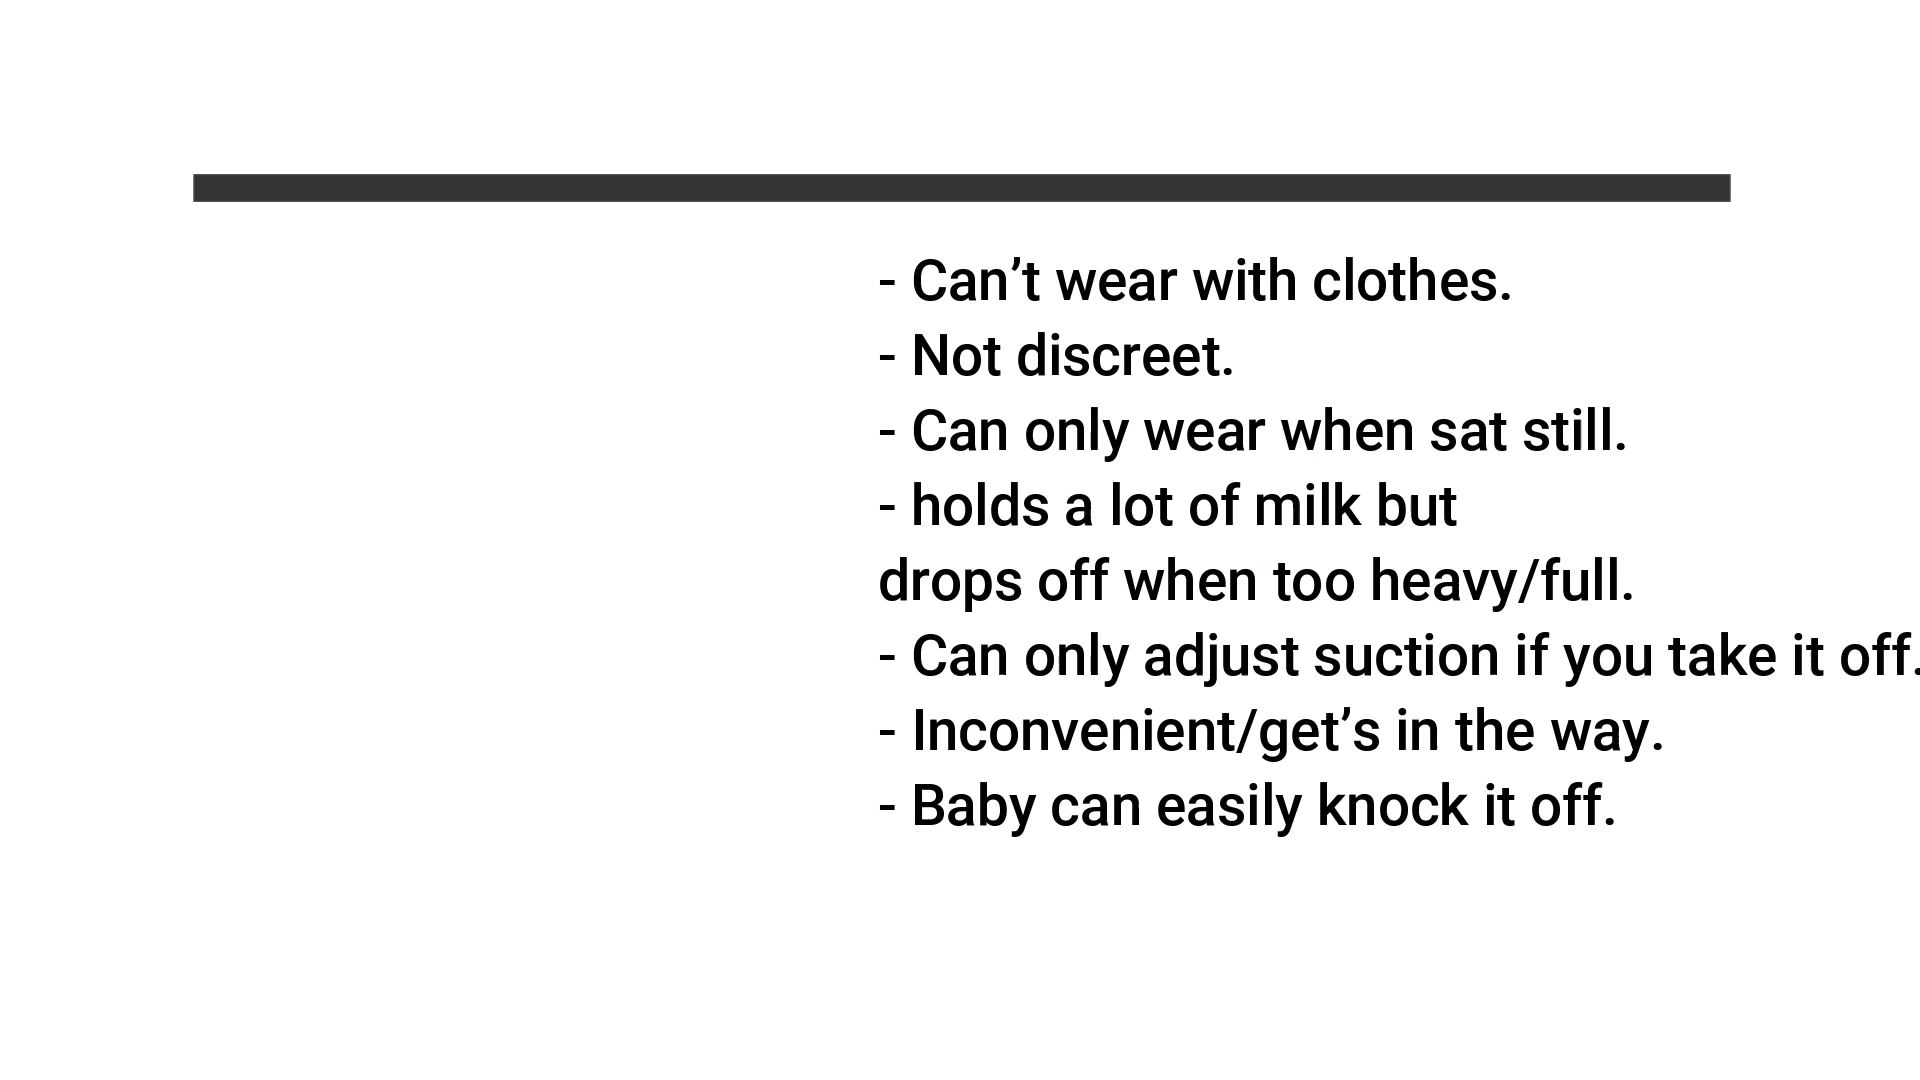 - Can’t wear with clothes.
- Not discreet.
- Can only wear when sat still.
- holds a lot of milk but
drops off when too heavy/full.
- Can only adjust suction if you take it off.
- Inconvenient/get’s in the way.
- Baby can easily knock it off.